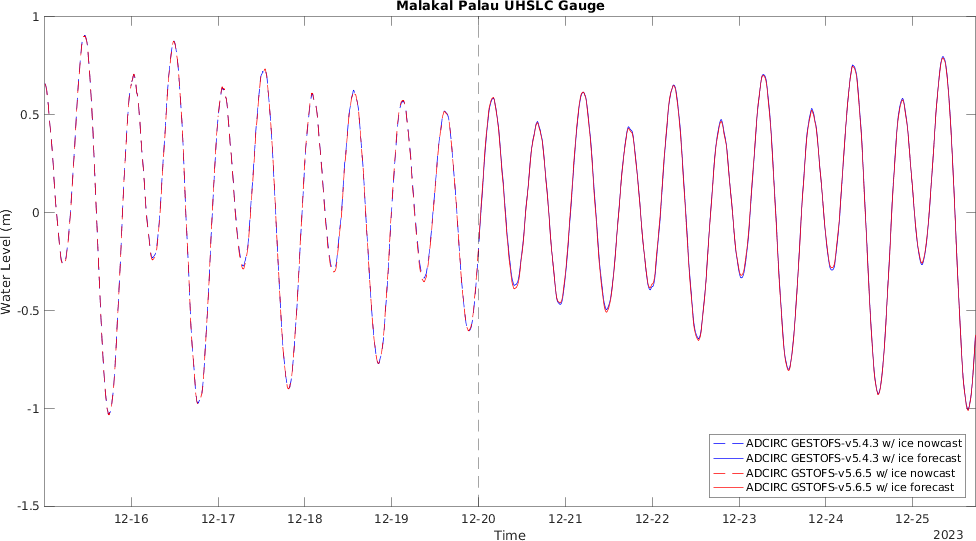 Malakal Palau UHSLC Gauge
1
0.5
0
-0.5
-1
-1.5
Water Level (m)
ADCIRC GESTOFS-v5.4.3 w/ ice nowcast
ADCIRC GESTOFS-v5.4.3 w/ ice forecast
ADCIRC GSTOFS-v5.6.5 w/ ice nowcast
ADCIRC GSTOFS-v5.6.5 w/ ice forecast
12-16 12-17 12-18 12-19 12-20 12-21 12-22 12-23 12-24 12-25
Time
2023